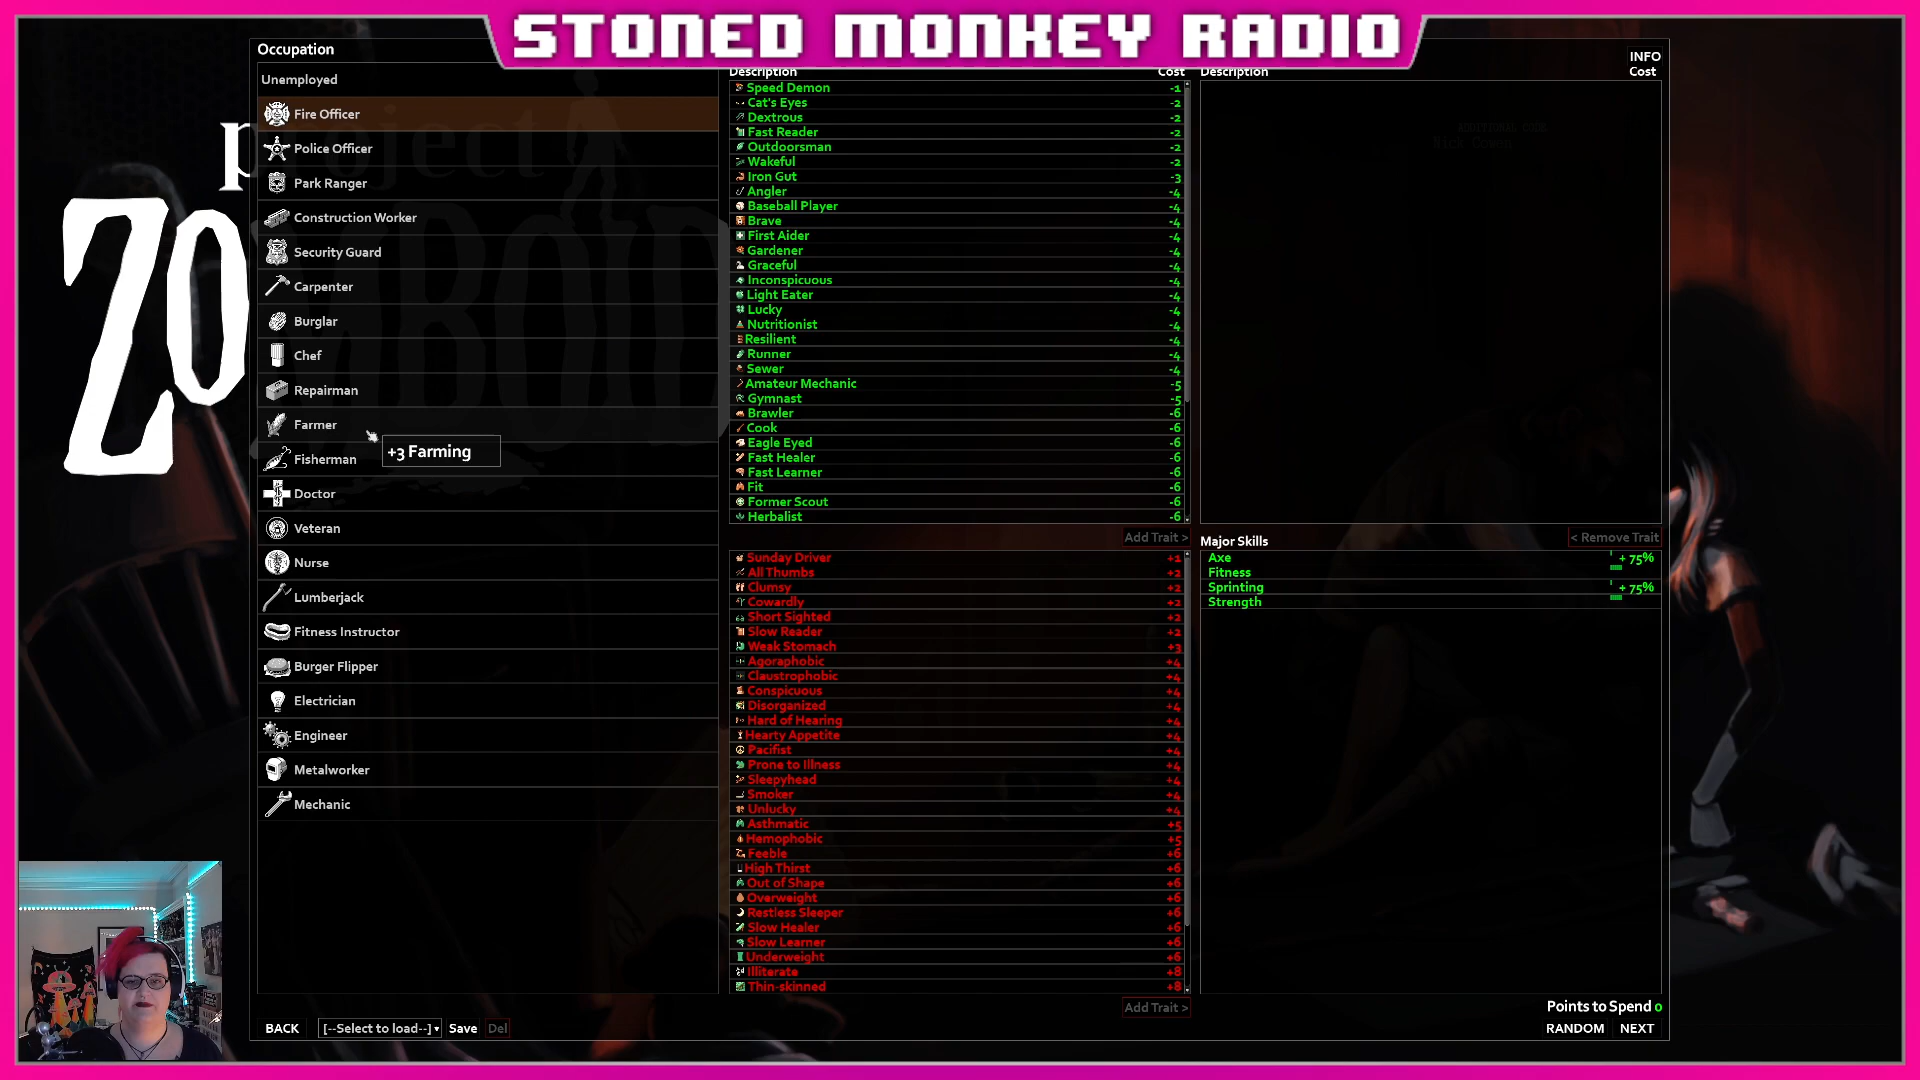 STONED MONKEY RADIO
project
ZOMBOID
Occupation
Unemployed
Fire Officer
Police Officer
Park Ranger
Construction Worker
Security Guard
Carpenter
Burglar
Chef
Repairman
Farmer
+3 Farming
Fisherman
Doctor
Veteran
Nurse
Lumberjack
Fitness Instructor
Burger Flipper
Electrician
Engineer
Metalworker
Mechanic
BACK [--Select to load--] Save Del
Description Cost
Speed Demon -1
Cat's Eyes -2
Dextrous -2
Fast Reader -2
Outdoorsman -2
Wakeful -2
Iron Gut -3
Angler -4
Baseball Player -4
Brave -4
First Aider -4
Gardener -4
Graceful -4
Inconspicuous -4
Light Eater -4
Lucky -4
Nutritionist -4
Resilient -4
Runner -4
Sewer -4
Amateur Mechanic -5
Gymnast -5
Brawler -6
Cook -6
Eagle Eyed -6
Fast Healer -6
Fast Learner -6
Fit -6
Former Scout -6
Herbalist -6
Add Trait >
Sunday Driver +1
All Thumbs +2
Clumsy +2
Cowardly +2
Short Sighted +2
Slow Reader +2
Weak Stomach +3
Agoraphobic +4
Claustrophobic +4
Conspicuous +4
Disorganized +4
Hard of Hearing +4
Hearty Appetite +4
Pacifist +4
Prone to Illness +4
Sleepyhead +4
Smoker +4
Unlucky +4
Asthmatic +5
Hemophobic +5
Feeble +6
High Thirst +6
Out of Shape +6
Overweight +6
Restless Sleeper +6
Slow Healer +6
Slow Learner +6
Underweight +6
Illiterate +8
Thin-skinned +8
Add Trait >
INFO
Description Cost
< Remove Trait
Major Skills
Axe + 75%
Fitness
Sprinting + 75%
Strength
Points to Spend 0
RANDOM NEXT